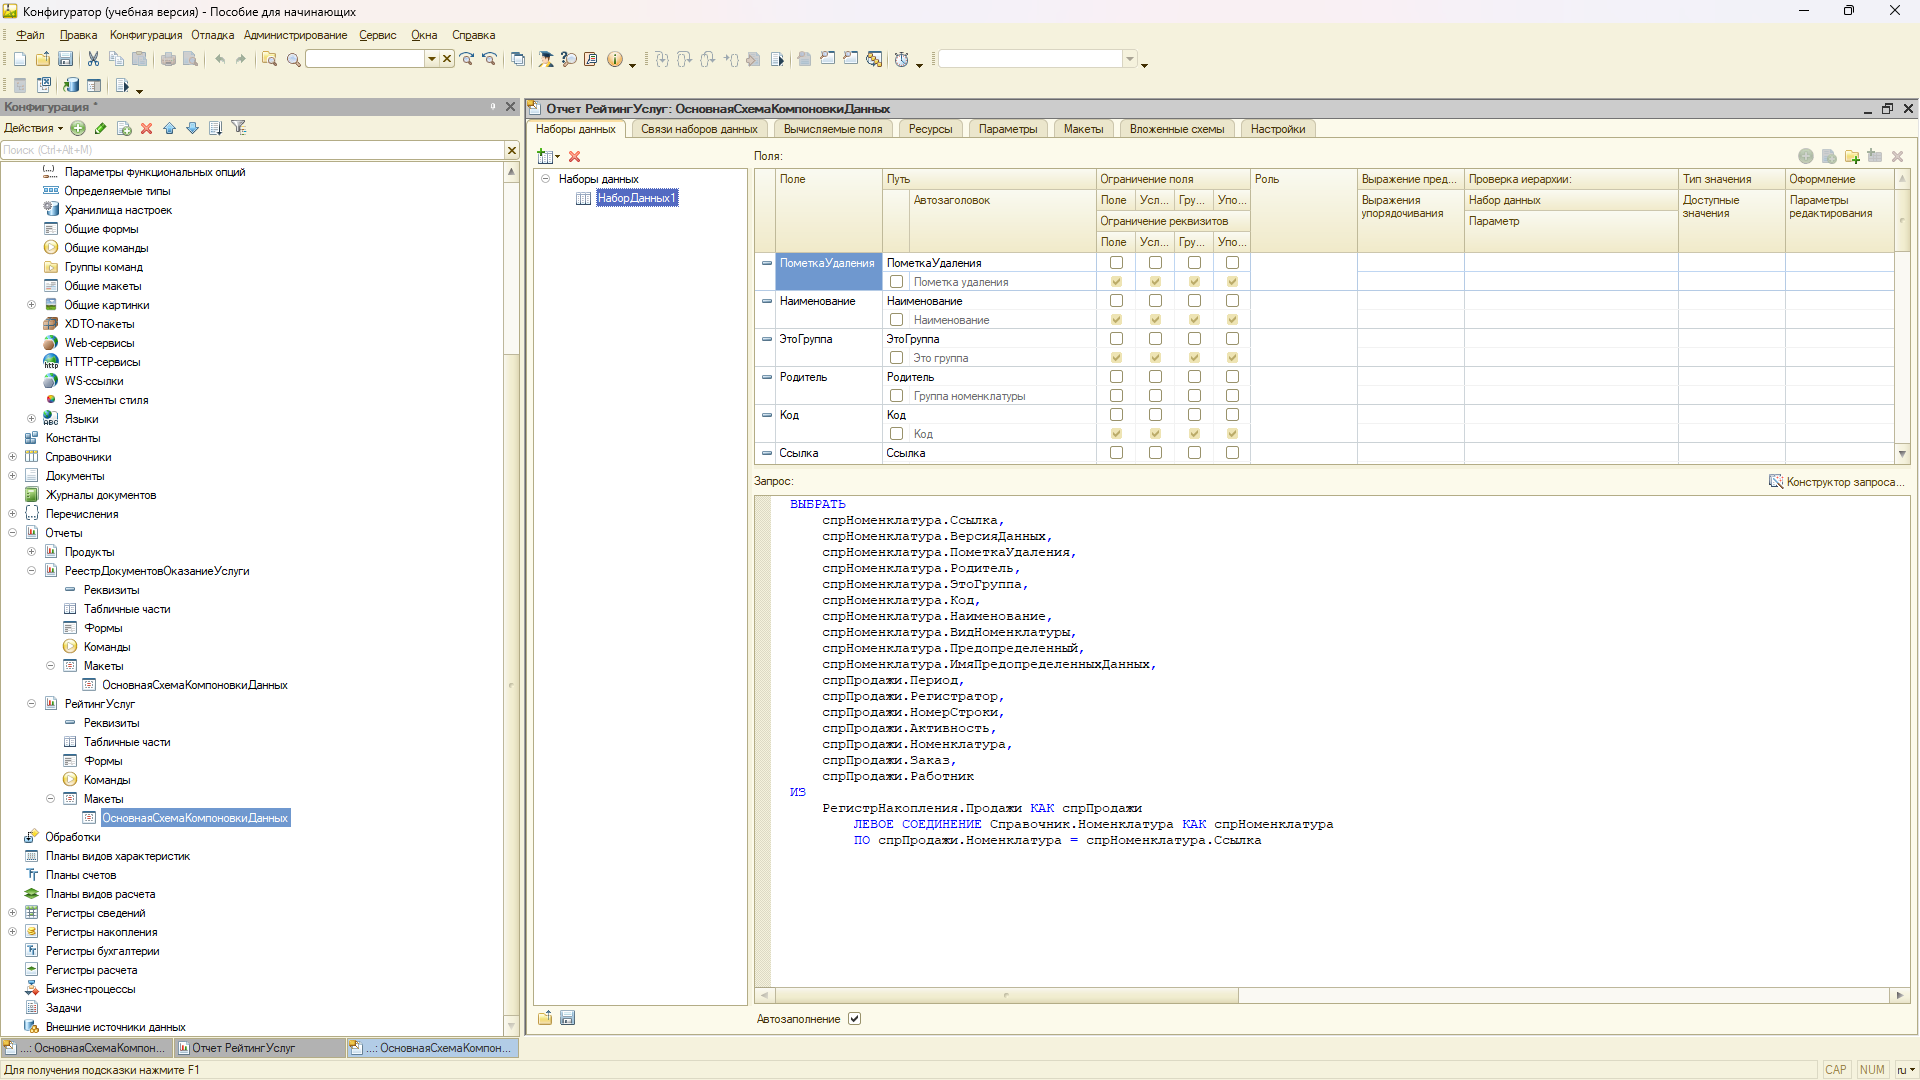 Конфигуратор (учебная версия) - Пособие для начинающих
Файл Правка Конфигурация Отладка Администрирование Сервис Окна Справка
Конфигурация *
Действия
Поиск (Ctrl+Alt+M)
Параметры функциональных опций
Определяемые типы
Хранилища настроек
Общие формы
Общие команды
Группы команд
Общие макеты
Общие картинки
XDTO-пакеты
Web-сервисы
HTTP-сервисы
WS-ссылки
Элементы стиля
Языки
Константы
Справочники
Документы
Журналы документов
Перечисления
Отчеты
Продукты
РеестрДокументовОказаниеУслуги
Реквизиты
Табличные части
Формы
Команды
Макеты
ОсновнаяСхемаКомпоновкиДанных
РейтингУслуг
Реквизиты
Табличные части
Формы
Команды
Макеты
ОсновнаяСхемаКомпоновкиДанных
Обработки
Планы видов характеристик
Планы счетов
Планы видов расчета
Регистры сведений
Регистры накопления
Регистры бухгалтерии
Регистры расчета
Бизнес-процессы
Задачи
Внешние источники данных
Отчет РейтингУслуг: ОсновнаяСхемаКомпоновкиДанных
Наборы данных Связи наборов данных Вычисляемые поля Ресурсы Параметры Макеты Вложенные схемы Настройки
Наборы данных
НаборДанных1
Поля:
Поле Путь Ограничение поля Роль Выражение пред... Проверка иерархии: Тип значения Оформление
Автозаголовок Поле Усл... Гру... Упо... Выражения упорядочивания Набор данных Доступные значения Параметры редактирования
Ограничение реквизитов Параметр
Поле Усл... Гру... Упо...
ПометкаУдаления ПометкаУдаления
Пометка удаления
Наименование Наименование
Наименование
ЭтоГруппа ЭтоГруппа
Это группа
Родитель Родитель
Группа номенклатуры
Код Код
Код
Ссылка Ссылка
Запрос: Конструктор запроса...
ВЫБРАТЬ
спрНоменклатура.Ссылка,
спрНоменклатура.ВерсияДанных,
спрНоменклатура.ПометкаУдаления,
спрНоменклатура.Родитель,
спрНоменклатура.ЭтоГруппа,
спрНоменклатура.Код,
спрНоменклатура.Наименование,
спрНоменклатура.ВидНоменклатуры,
спрНоменклатура.Предопределенный,
спрНоменклатура.ИмяПредопределенныхДанных,
спрПродажи.Период,
спрПродажи.Регистратор,
спрПродажи.НомерСтроки,
спрПродажи.Активность,
спрПродажи.Номенклатура,
спрПродажи.Заказ,
спрПродажи.Работник
ИЗ
РегистрНакопления.Продажи КАК спрПродажи
ЛЕВОЕ СОЕДИНЕНИЕ Справочник.Номенклатура КАК спрНоменклатура
ПО спрПродажи.Номенклатура = спрНоменклатура.Ссылка
Автозаполнение
...: ОсновнаяСхемаКомпон... Отчет РейтингУслуг ...: ОсновнаяСхемаКомпон...
Для получения подсказки нажмите F1 CAP NUM ru